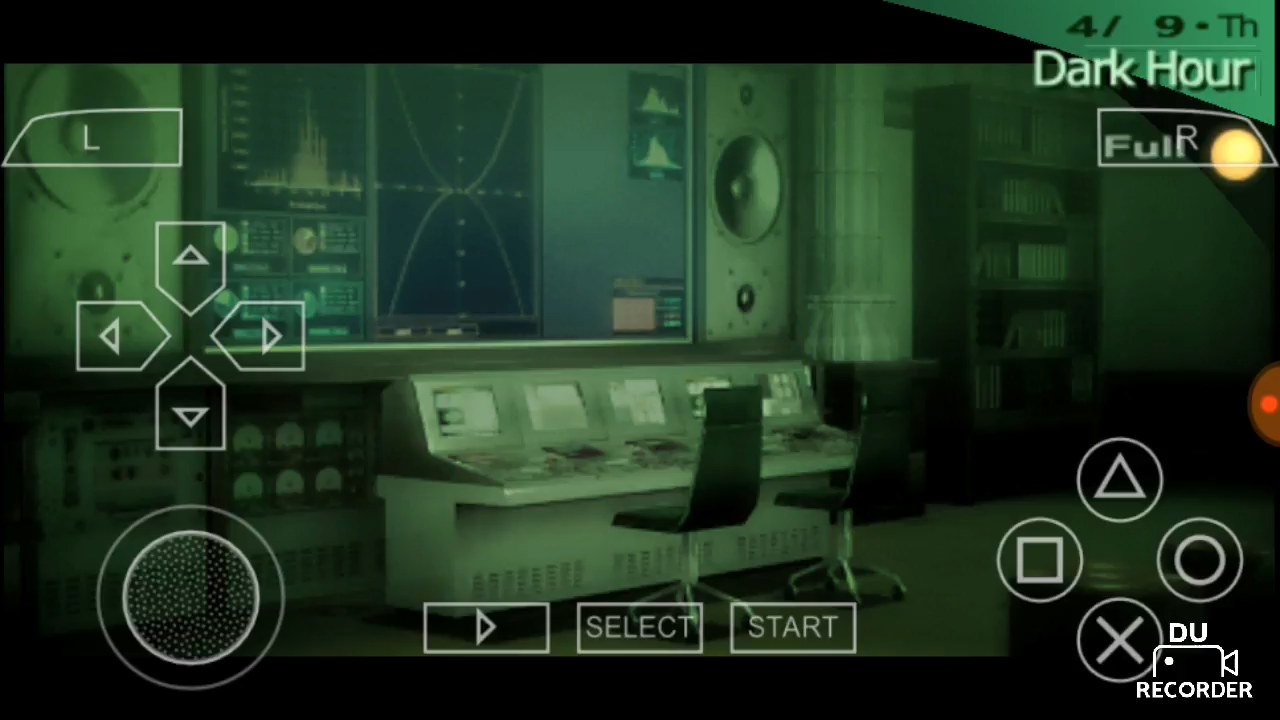 4/ 9 - Th
Dark Hour
L
Full
R
SELECT
START
DU
RECORDER